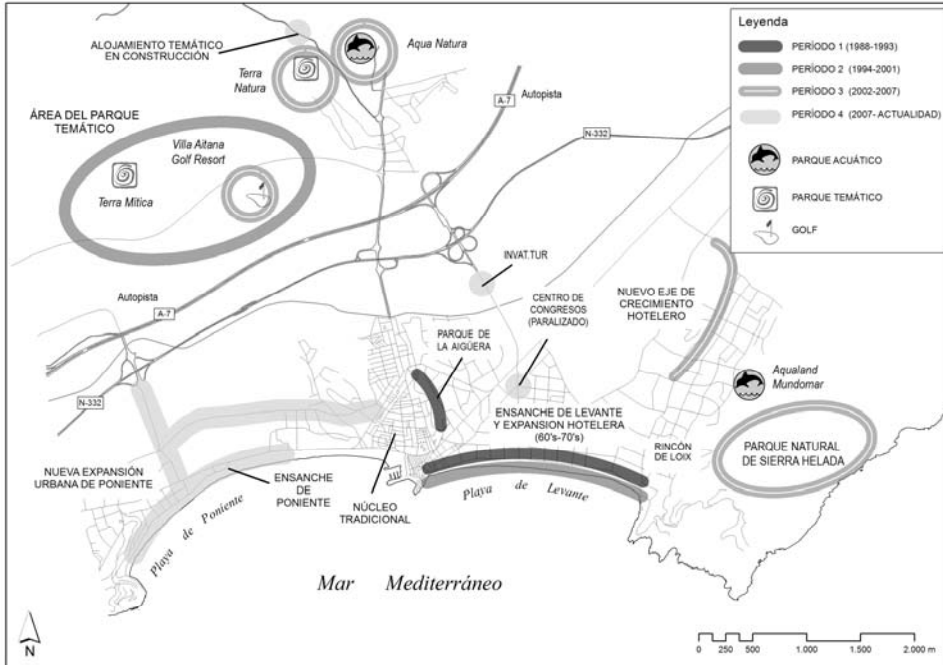 ALOJAMIENTO TEMÁTICO
EN CONSTRUCCIÓN
Aqua Natura
Terra
Natura
ÁREA DEL PARQUE
TEMÁTICO
Villa Aitana
Golf Resort
Terra Mítica
A-7
Autopista
N-332
Leyenda
PERÍODO 1 (1988-1993)
PERÍODO 2 (1994-2001)
PERÍODO 3 (2002-2007)
PERÍODO 4 (2007- ACTUALIDAD)
PARQUE ACUÁTICO
PARQUE TEMÁTICO
GOLF
INVAT.TUR
Autopista
A-7
CENTRO DE
CONGRESOS
(PARALIZADO)
NUEVO EJE DE
CRECIMIENTO
HOTELERO
PARQUE DE
LA AIGÜERA
Aqualand
Mundomar
N-332
ENSANCHE DE LEVANTE
Y EXPANSION HOTELERA
(60's-70's)
RINCÓN
DE LOIX
PARQUE NATURAL
DE SIERRA HELADA
NUEVA EXPANSIÓN
URBANA DE PONIENTE
ENSANCHE
DE
PONIENTE
NÚCLEO
TRADICIONAL
Playa de Poniente
Playa de Levante
Mar Mediterráneo
N
0 250 500 1.000 1.500 2.000 m